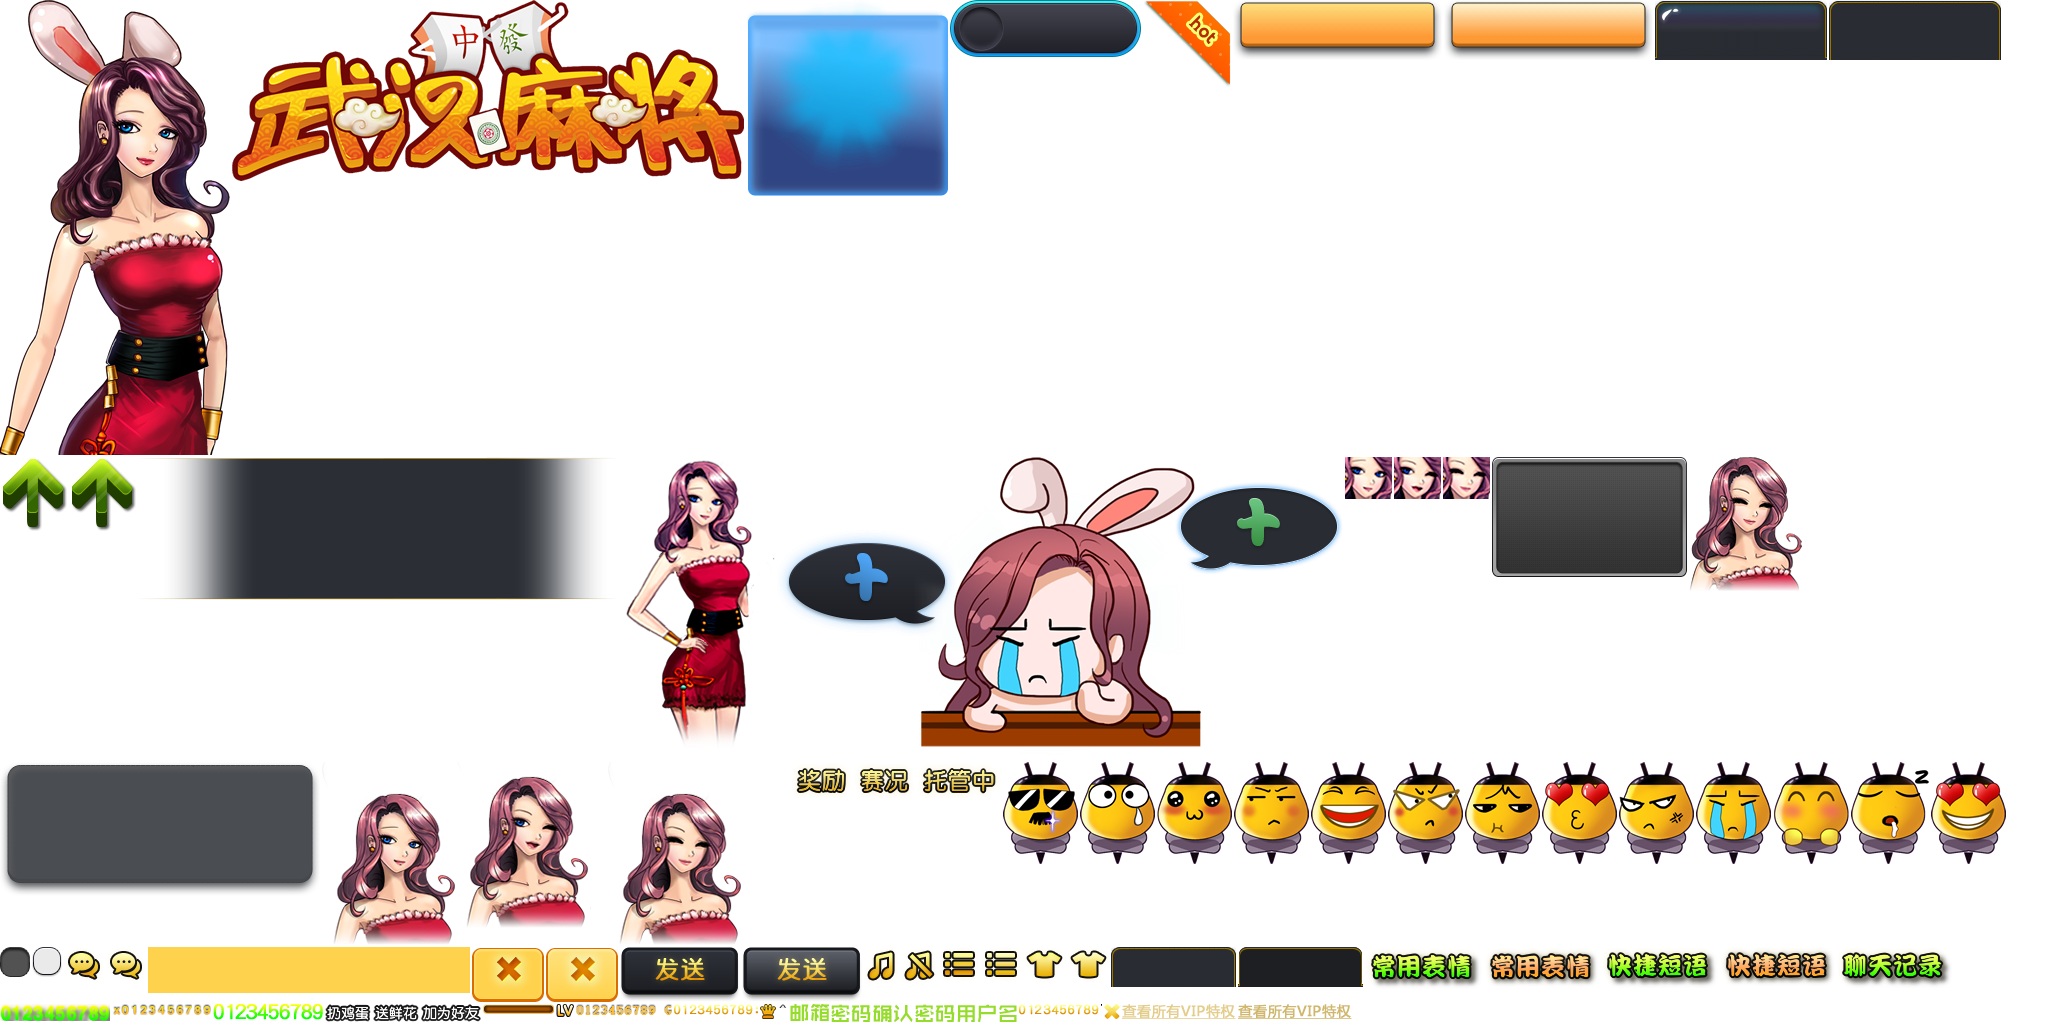 中 發
武汉麻将
hot
奖励 赛况 托管中
z
发送 发送
常用表情 常用表情 快捷短语 快捷短语 聊天记录
0123456789 x0123456789 0123456789 扔鸡蛋 送鲜花 加为好友 LV 0123456789 G0123456789: ^ 邮箱密码确认密码用户名 0123456789' 查看所有VIP特权 查看所有VIP特权